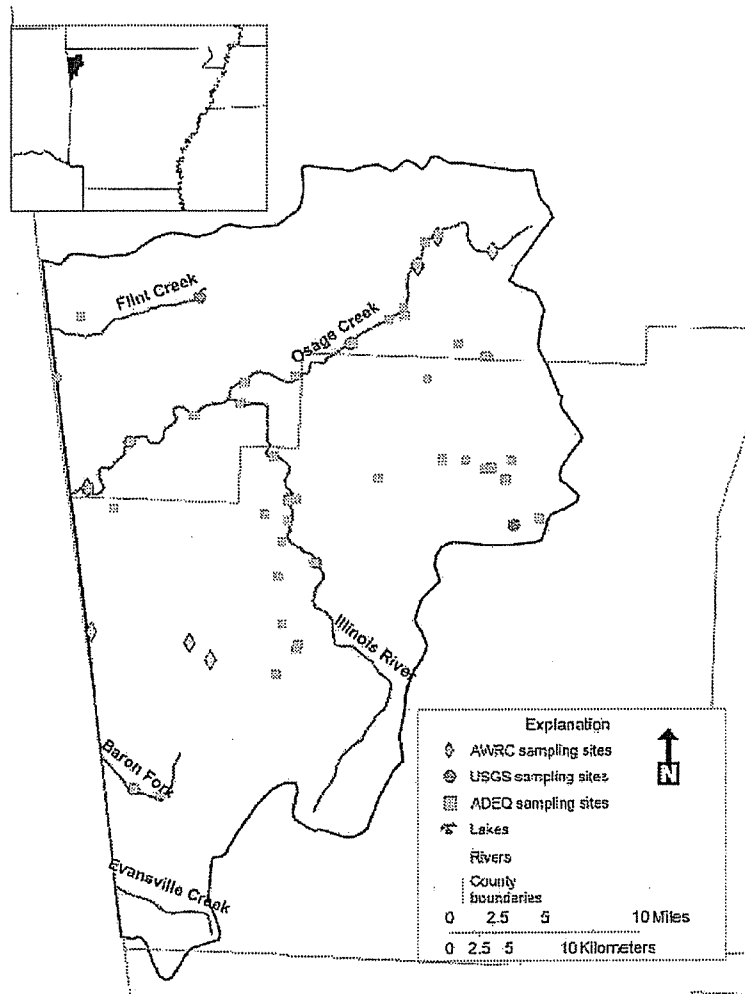 Flint Creek
Osage Creek
Illinois River
Baron Fork
Evansville Creek
Explanation
AWRC sampling sites
USGS sampling sites
ADEQ sampling sites
Lakes
Rivers
County
boundaries
N
0 2.5 5 10 Miles
0 2.5 5 10 Kilometers